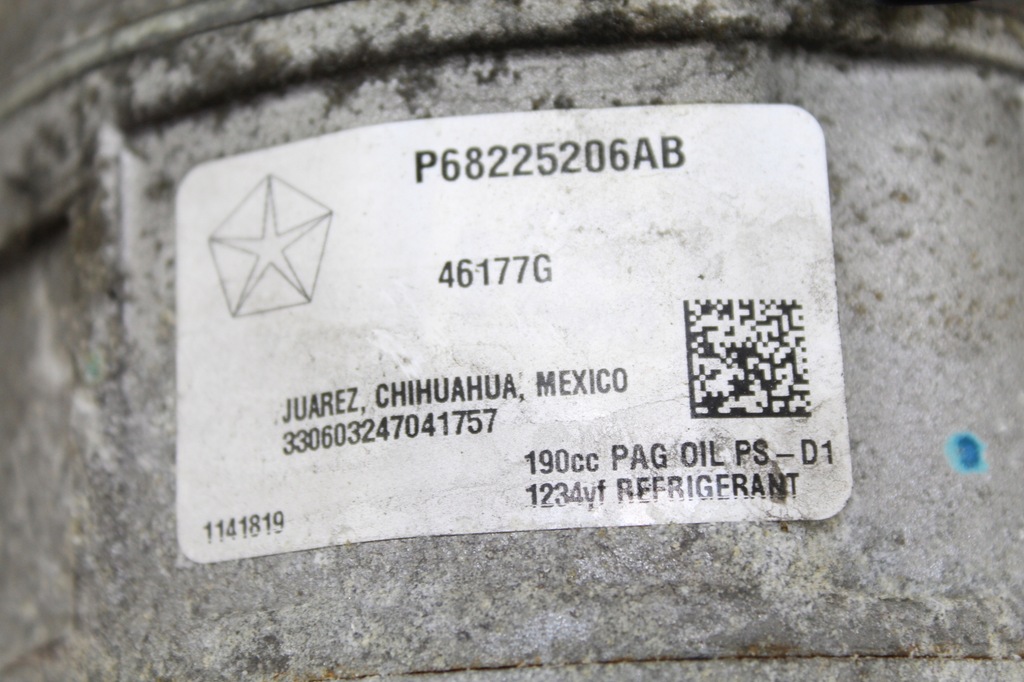 P68225206AB
46177G
JUAREZ, CHIHUAHUA, MEXICO
330603247041757
190cc PAG OIL PS-D1
1234yf REFRIGERANT
1141819